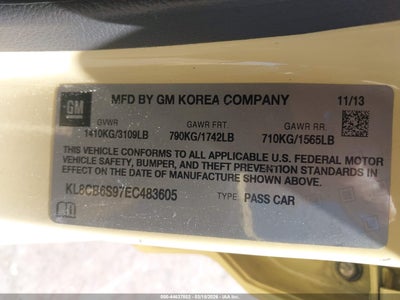 MFD BY GM KOREA COMPANY 11/13
GM
GVWR GAWR FRT. GAWR RR.
1410KG/3109LB 790KG/1742LB 710KG/1565LB
THIS VEHICLE CONFORMS TO ALL APPLICABLE U.S. FEDERAL MOTOR
VEHICLE SAFETY, BUMPER, AND THEFT PREVENTION STANDARDS IN
EFFECT ON THE DATE OF MANUFACTURE SHOWN ABOVE.
KL8CB6S97EC483605 TYPE: PASS CAR